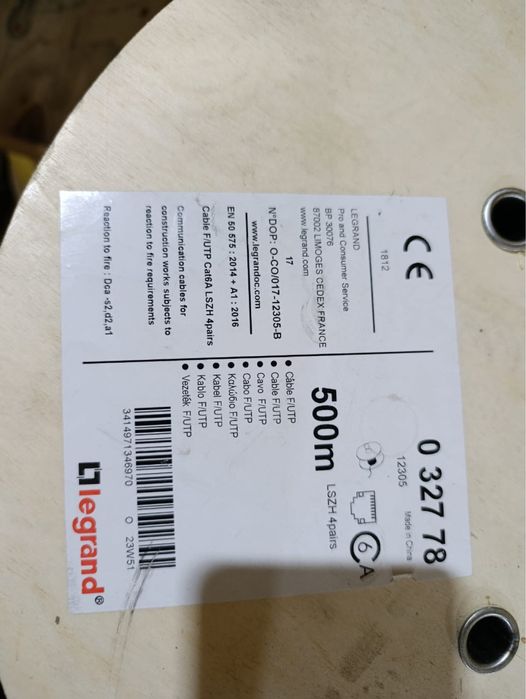 CE
1812
LEGRAND
Pro and Consumer Service
BP 30076
87002 LIMOGES CEDEX FRANCE
www.legrand.com
17
N°DOP: O-CO/017-12305-B
www.legrandoc.com
EN 50 575 : 2014 + A1 : 2016
Cable F/UTP Cat6A LSZH 4pairs
Communication cables for
construction works subjects to
reaction to fire requirements
Reaction to fire : Dca -s2,d2,a1
0 327 78
12305
Made in China
6A
500m
LSZH 4pairs
• Câble F/UTP
• Cable F/UTP
• Cavo F/UTP
• Cabo F/UTP
• Καλώδιο F/UTP
• Kabel F/UTP
• Kablo F/UTP
• Vezeték F/UTP
3414971346970 O 23W51
legrand®